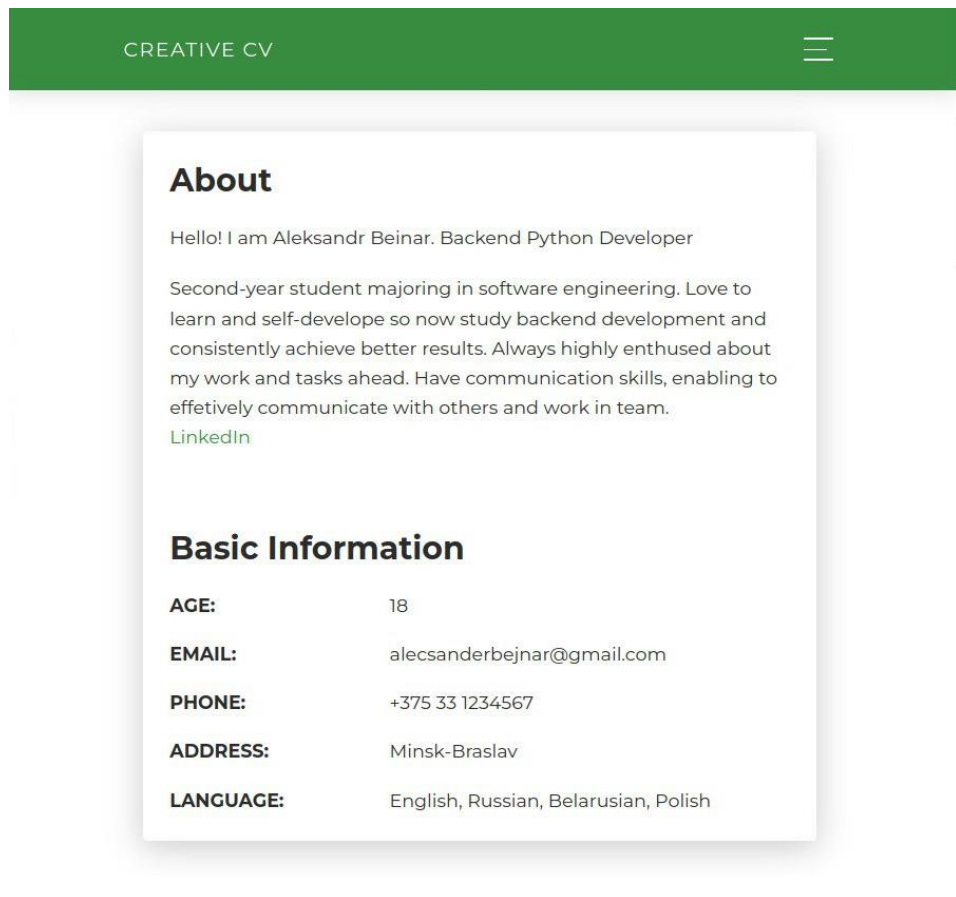 CREATIVE CV
About
Hello! I am Aleksandr Beinar. Backend Python Developer
Second-year student majoring in software engineering. Love to
learn and self-develope so now study backend development and
consistently achieve better results. Always highly enthused about
my work and tasks ahead. Have communication skills, enabling to
effetively communicate with others and work in team.
LinkedIn
Basic Information
AGE: 18
EMAIL: alecsanderbejnar@gmail.com
PHONE: +375 33 1234567
ADDRESS: Minsk-Braslav
LANGUAGE: English, Russian, Belarusian, Polish